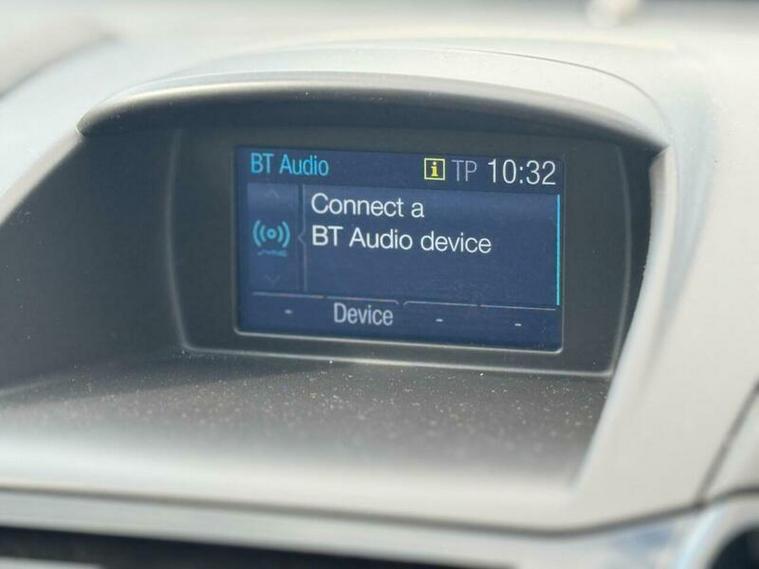 BT Audio
i TP 10:32
Connect a
BT Audio device
- Device - -